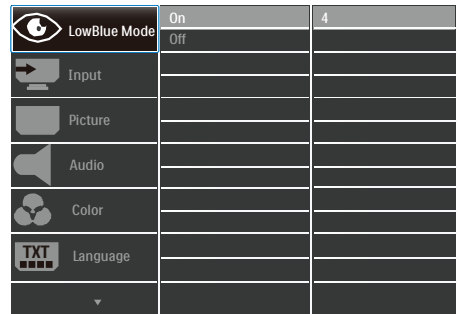 LowBlue Mode
On
4
Off
Input
Picture
Audio
Color
TXT
Language